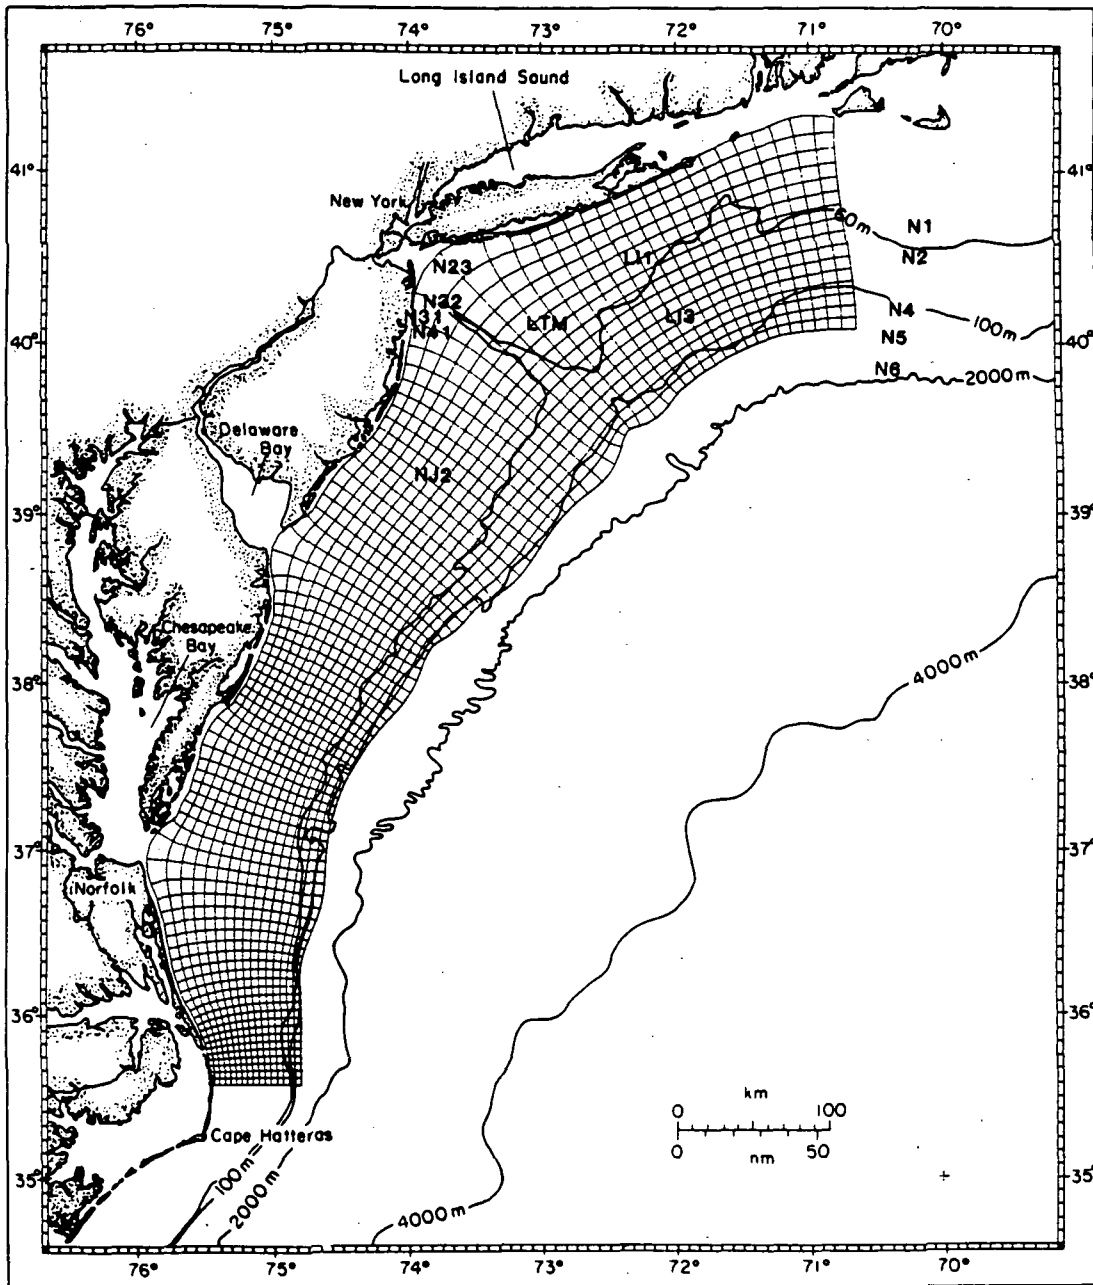 76° 75° 74° 73° 72° 71° 70°
Long Island Sound
41° 41°
New York
60m
N1
N2
N23
LI1
N32
N31
N41
LTM
LI3
N4
100m
N5
40° 40°
N6
2000m
Delaware
Bay
NJ2
39° 39°
Chesapeake
Bay
4000m
38° 38°
37° 37°
Norfolk
36° 36°
km
0 100
0 50
nm
Cape Hatteras
35° 35°
100m
2000m
4000m
76° 75° 74° 73° 72° 71° 70°